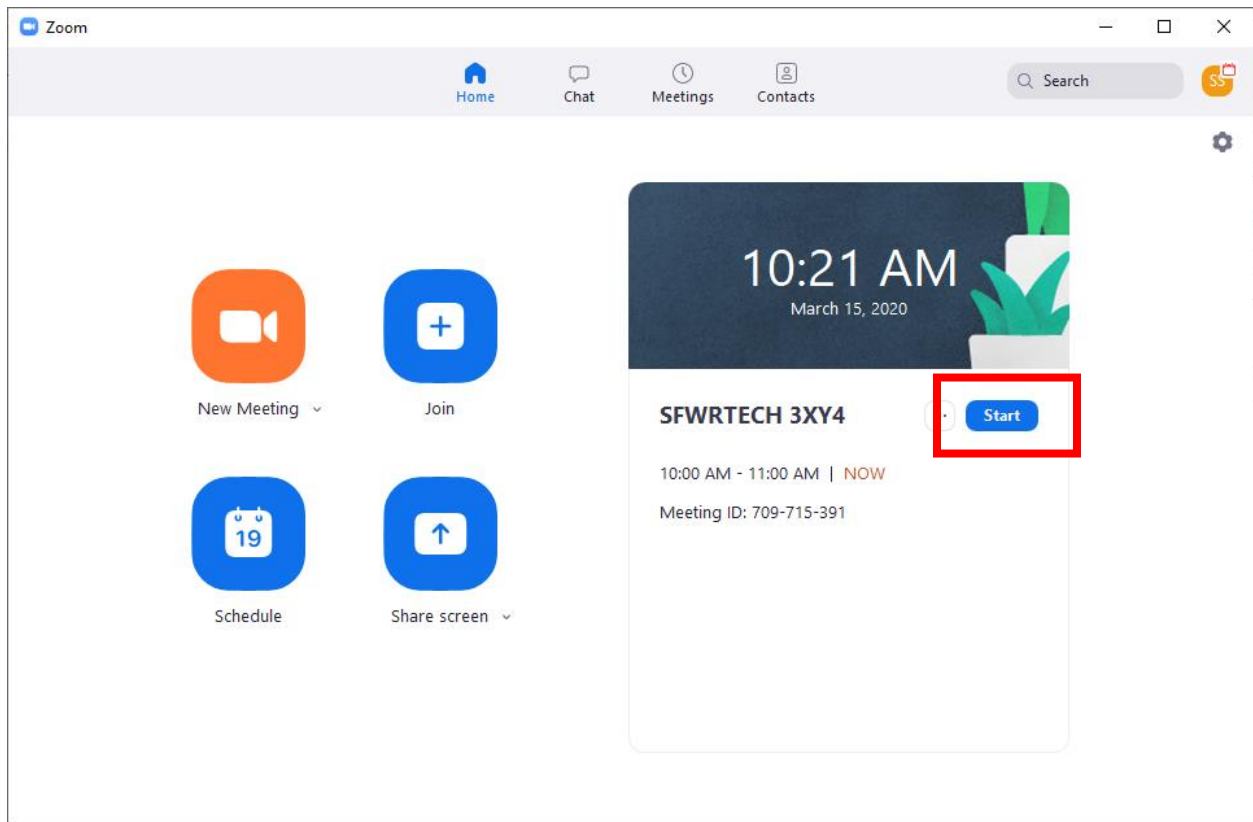 Zoom
Home
Chat
Meetings
Contacts
Search
SS
10:21 AM
March 15, 2020
New Meeting
Join
SFWRTECH 3XY4
Start
10:00 AM - 11:00 AM | NOW
Meeting ID: 709-715-391
19
Schedule
Share screen